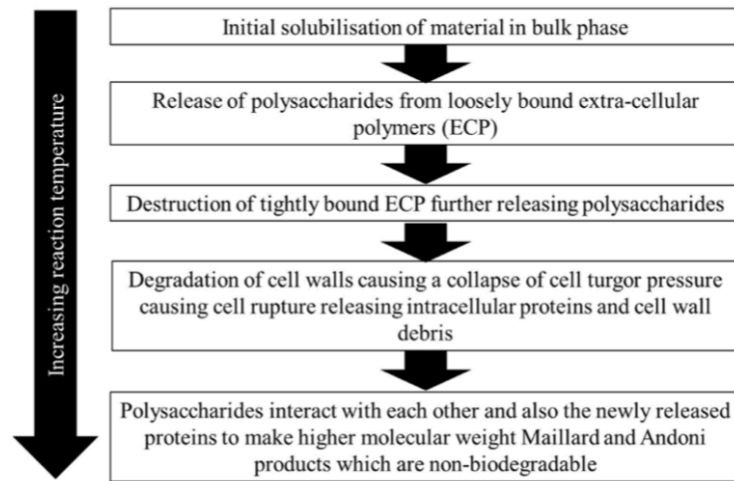 Increasing reaction temperature
Initial solubilisation of material in bulk phase
Release of polysaccharides from loosely bound extra-cellular
polymers (ECP)
Destruction of tightly bound ECP further releasing polysaccharides
Degradation of cell walls causing a collapse of cell turgor pressure
causing cell rupture releasing intracellular proteins and cell wall
debris
Polysaccharides interact with each other and also the newly released
proteins to make higher molecular weight Maillard and Andoni
products which are non-biodegradable